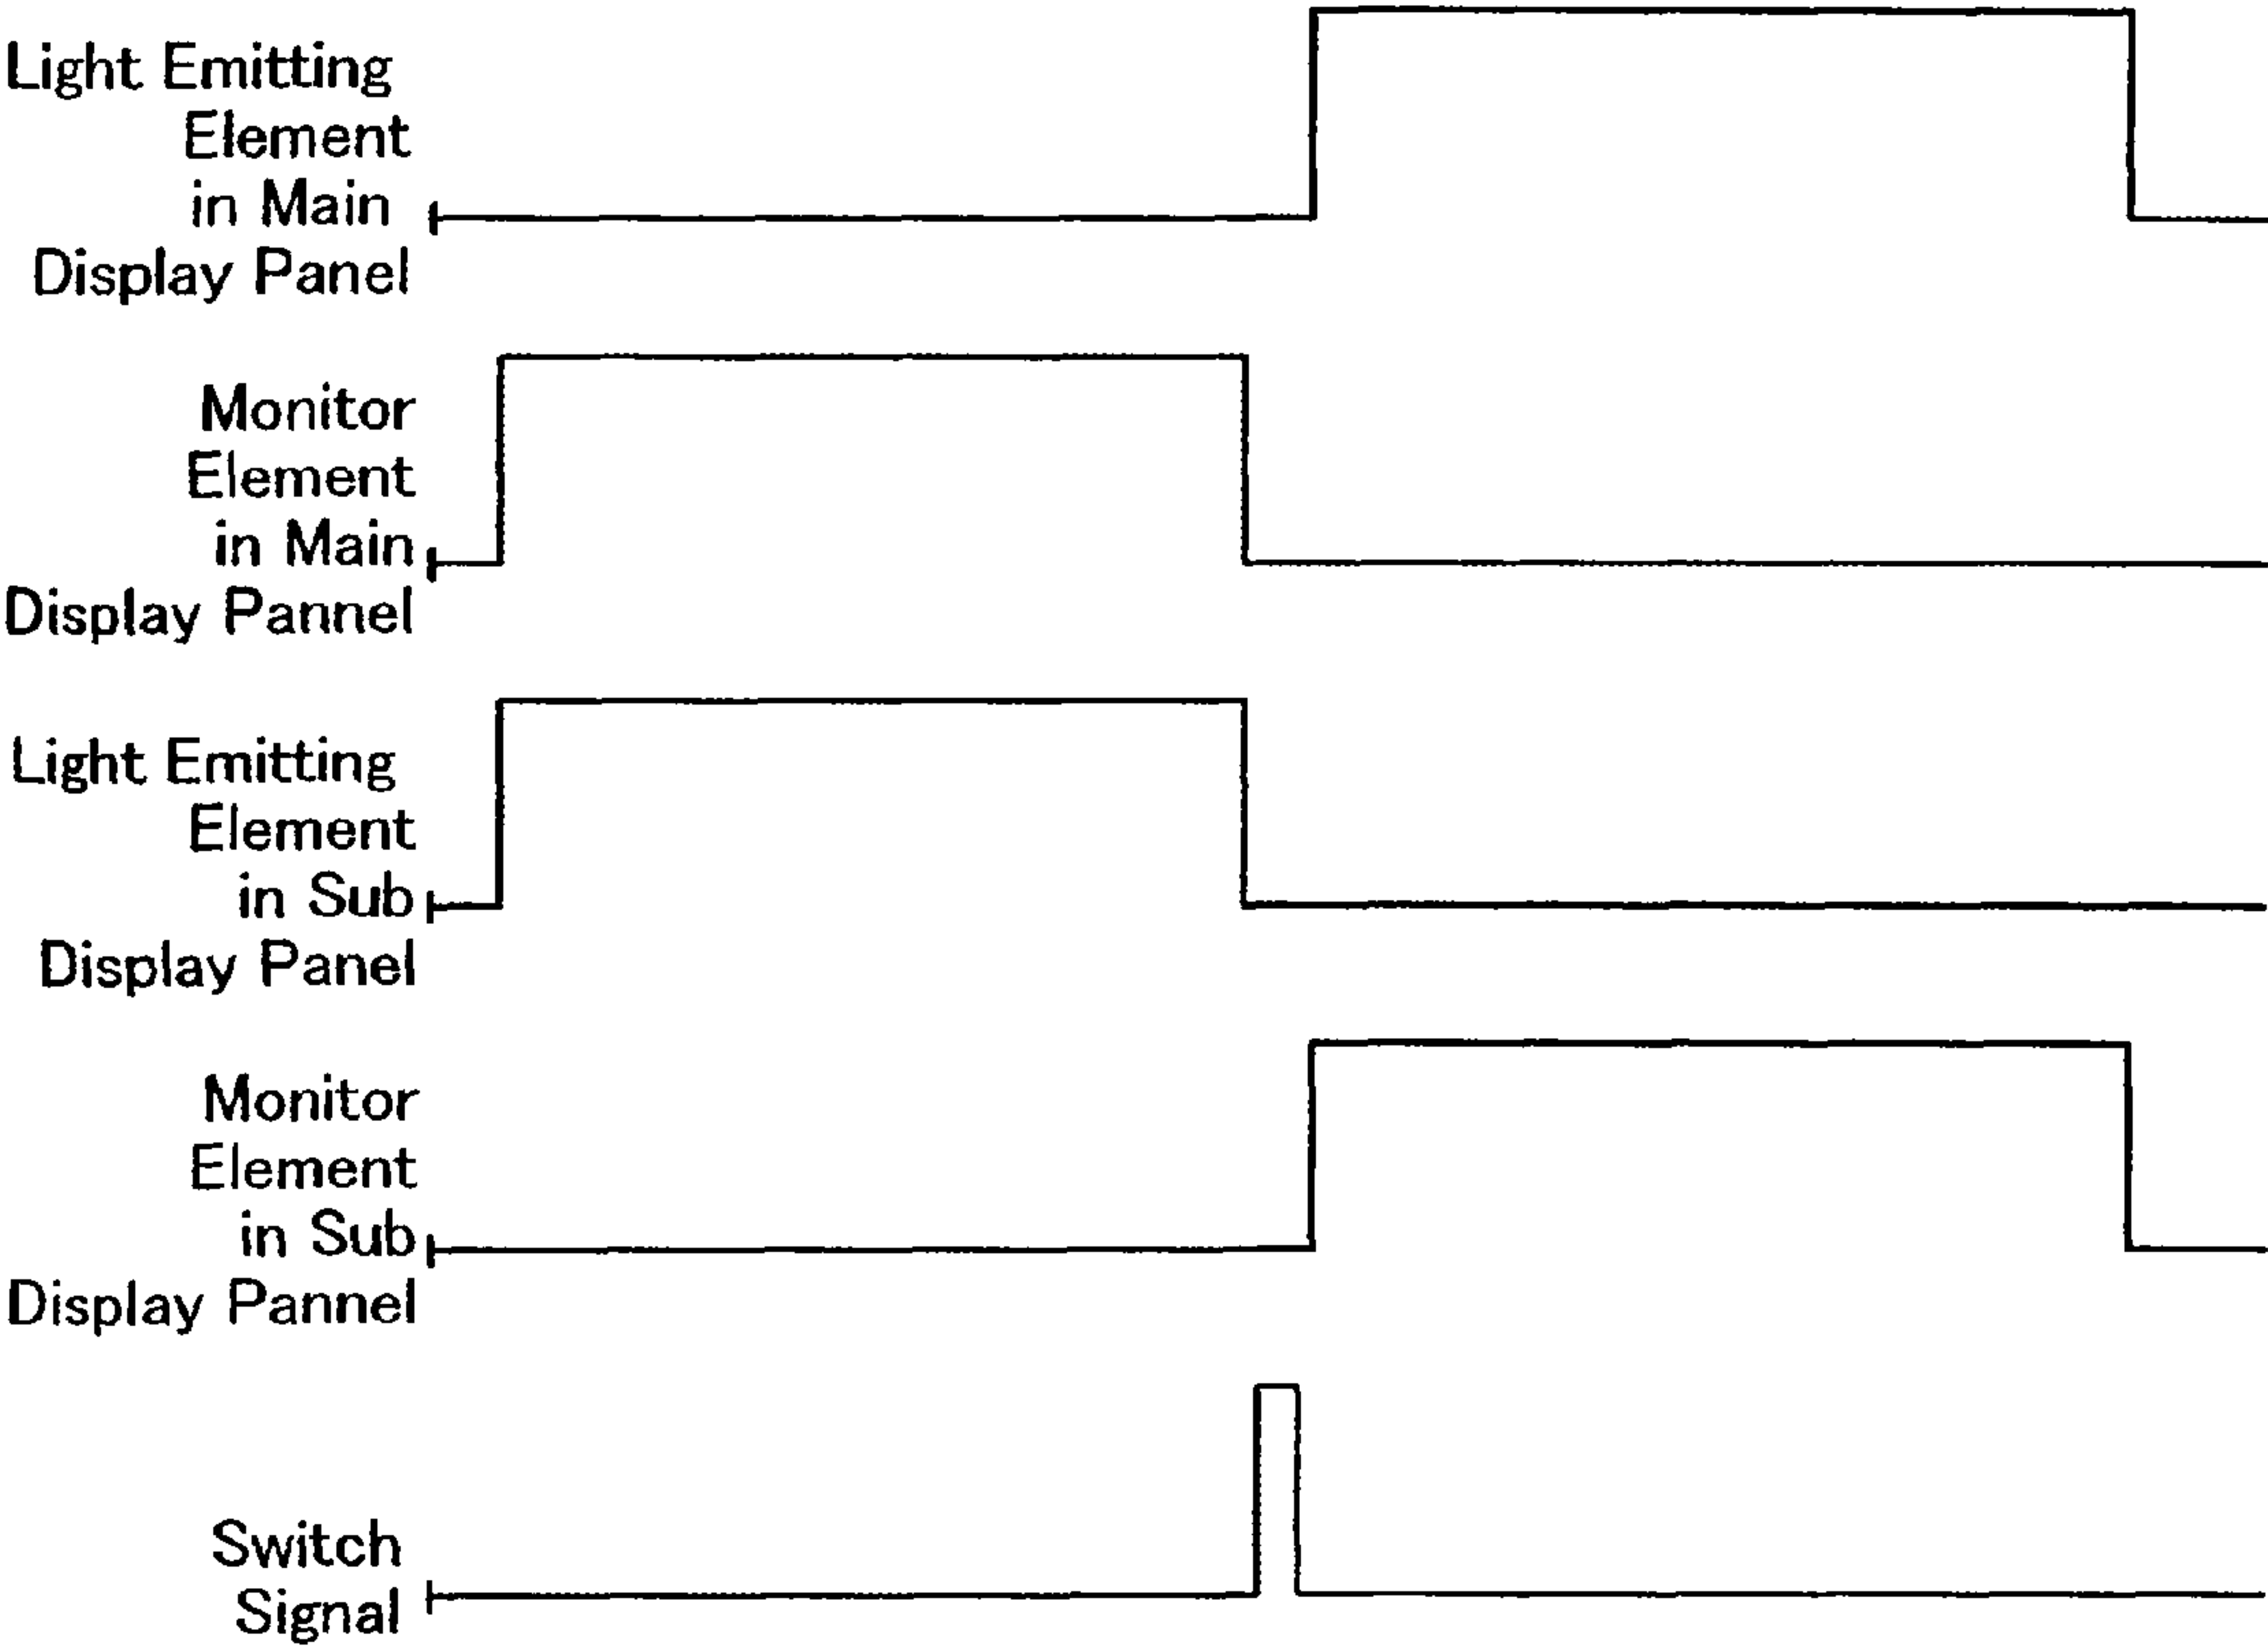 Light Emitting
Element
in Main
Display Panel
Monitor
Element
in Main
Display Pannel
Light Emitting
Element
in Sub
Display Panel
Monitor
Element
in Sub
Display Pannel
Switch
Signal